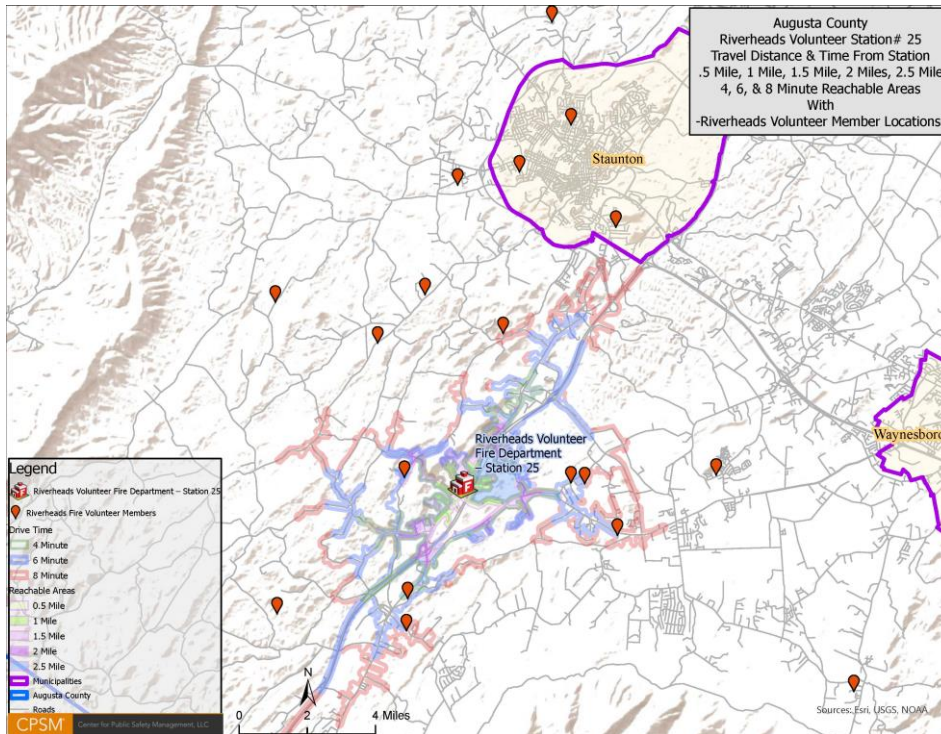 Augusta County
Riverheads Volunteer Station# 25
Travel Distance & Time From Station
.5 Mile, 1 Mile, 1.5 Mile, 2 Miles, 2.5 Mile
4, 6, & 8 Minute Reachable Areas
With
-Riverheads Volunteer Member Locations
Staunton
Waynesboro
Riverheads Volunteer
Fire Department
– Station 25
Legend
Riverheads Volunteer Fire Department – Station 25
Riverheads Fire Volunteer Members
Drive Time
4 Minute
6 Minute
8 Minute
Reachable Areas
0.5 Mile
1 Mile
1.5 Mile
2 Mile
2.5 Mile
Municipalities
Augusta County
Roads
CPSM Center for Public Safety Management, LLC
N
0 2 4 Miles
Sources: Esri, USGS, NOAA